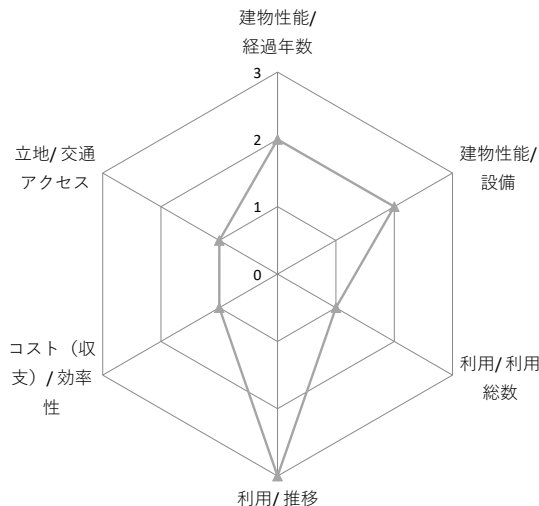 建物性能/
経過年数
3
立地/ 交通
アクセス
2
建物性能/
設備
1
0
コスト（収
支）/ 効率
性
利用/ 利用
総数
利用/ 推移